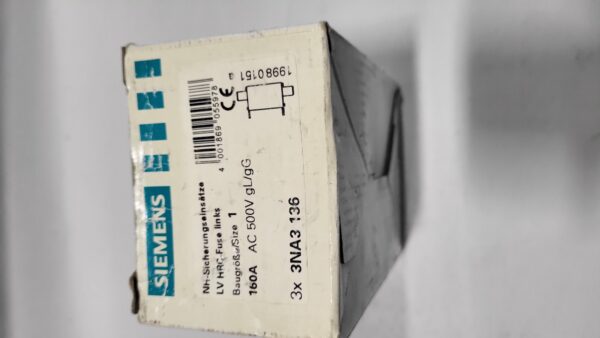 SIEMENS
NH-Sicherungseinsätze
LV HRC Fuse links
Baugröße/Size 1
160A AC 500V gL/gG
3x 3NA3 136
4 001869 055978
CE
19980151